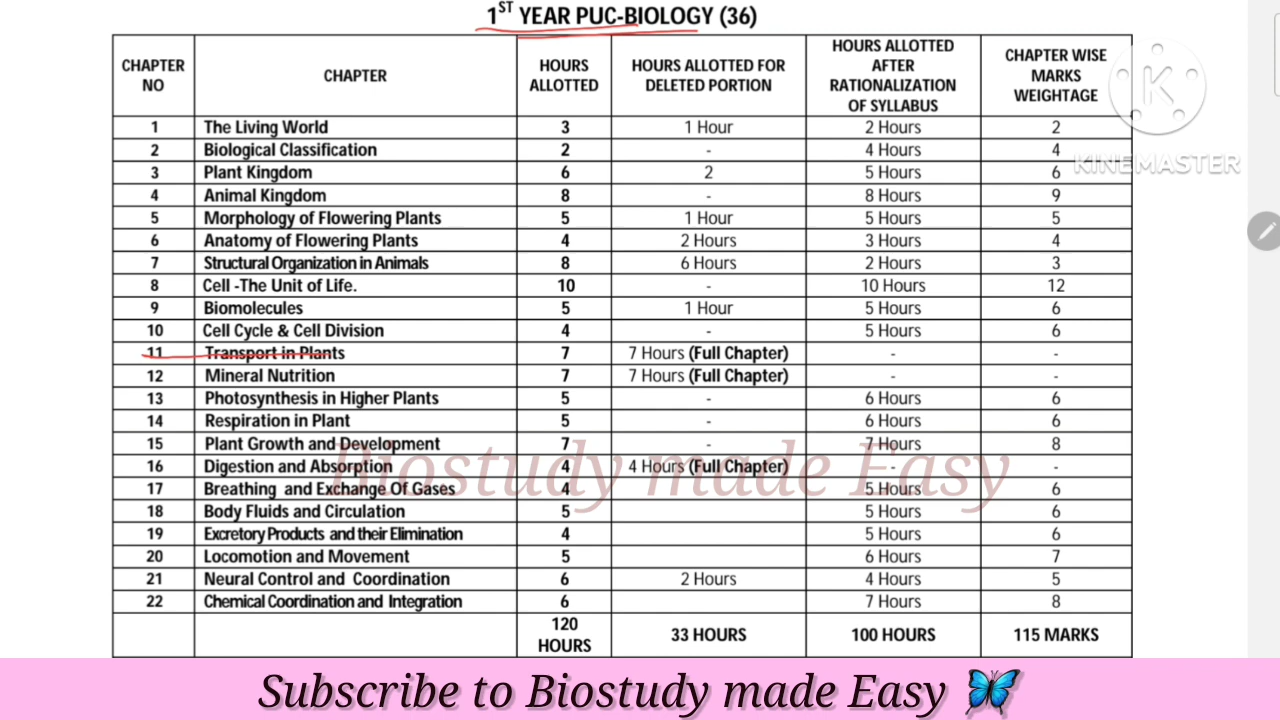 1ST YEAR PUC-BIOLOGY (36)
CHAPTER NO CHAPTER HOURS ALLOTTED HOURS ALLOTTED FOR DELETED PORTION HOURS ALLOTTED AFTER RATIONALIZATION OF SYLLABUS CHAPTER WISE MARKS WEIGHTAGE
KINEMASTER
1 The Living World 3 1 Hour 2 Hours 2
2 Biological Classification 2 - 4 Hours 4
3 Plant Kingdom 6 2 5 Hours 6
4 Animal Kingdom 8 - 8 Hours 9
5 Morphology of Flowering Plants 5 1 Hour 5 Hours 5
6 Anatomy of Flowering Plants 4 2 Hours 3 Hours 4
7 Structural Organization in Animals 8 6 Hours 2 Hours 3
8 Cell -The Unit of Life. 10 - 10 Hours 12
9 Biomolecules 5 1 Hour 5 Hours 6
10 Cell Cycle & Cell Division 4 - 5 Hours 6
11 Transport in Plants 7 7 Hours (Full Chapter) - -
12 Mineral Nutrition 7 7 Hours (Full Chapter) - -
13 Photosynthesis in Higher Plants 5 - 6 Hours 6
14 Respiration in Plant 5 - 6 Hours 6
15 Plant Growth and Development 7 - 7 Hours 8
16 Digestion and Absorption 4 4 Hours (Full Chapter) - -
Biostudy made Easy
17 Breathing and Exchange Of Gases 4 5 Hours 6
18 Body Fluids and Circulation 5 5 Hours 6
19 Excretory Products and their Elimination 4 5 Hours 6
20 Locomotion and Movement 5 6 Hours 7
21 Neural Control and Coordination 6 2 Hours 4 Hours 5
22 Chemical Coordination and Integration 6 7 Hours 8
120 HOURS 33 HOURS 100 HOURS 115 MARKS
Subscribe to Biostudy made Easy 🦋